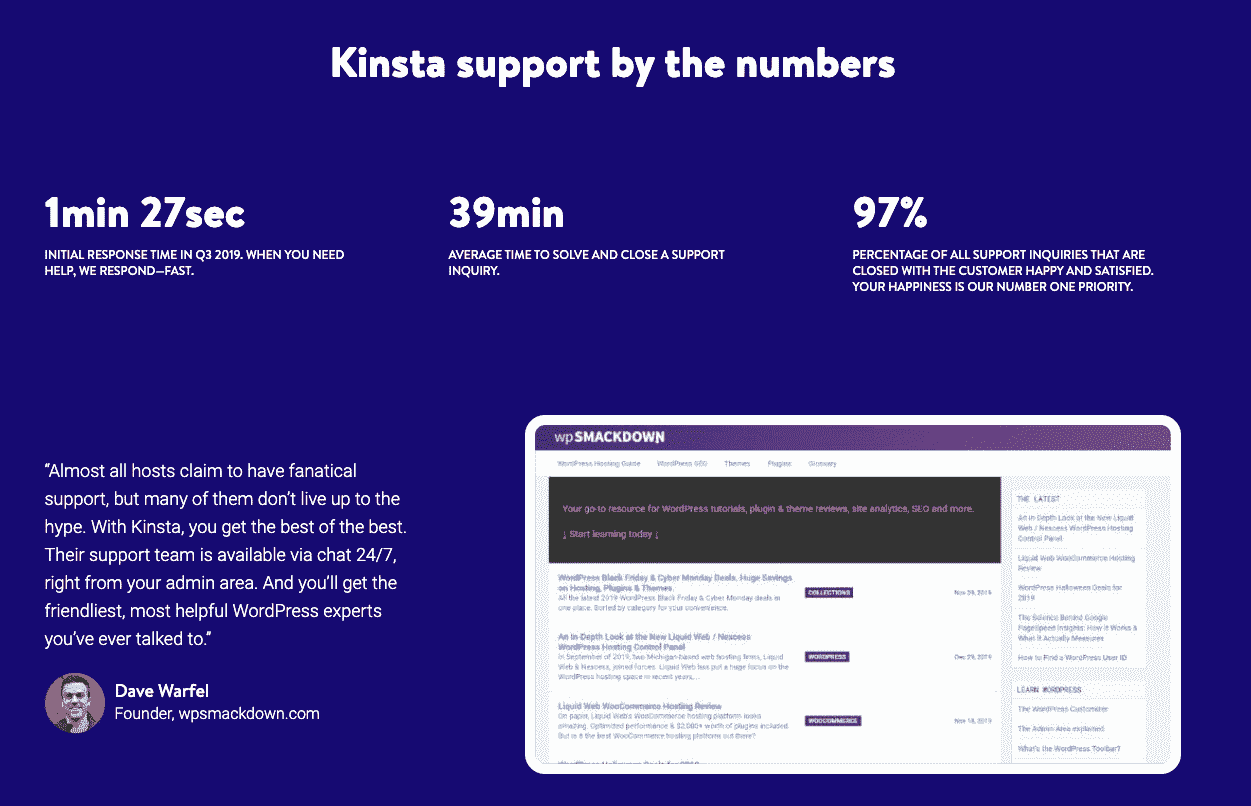 Kinsta support by the numbers
1min 27sec
INITIAL RESPONSE TIME IN Q3 2019. WHEN YOU NEED
HELP, WE RESPOND—FAST.
39min
AVERAGE TIME TO SOLVE AND CLOSE A SUPPORT
INQUIRY.
97%
PERCENTAGE OF ALL SUPPORT INQUIRIES THAT ARE
CLOSED WITH THE CUSTOMER HAPPY AND SATISFIED.
YOUR HAPPINESS IS OUR NUMBER ONE PRIORITY.
“Almost all hosts claim to have fanatical
support, but many of them don’t live up to the
hype. With Kinsta, you get the best of the best.
Their support team is available via chat 24/7,
right from your admin area. And you’ll get the
friendliest, most helpful WordPress experts
you’ve ever talked to.”
Dave Warfel
Founder, wpsmackdown.com
wpSMACKDOWN
WordPress Hosting Guide WordPress SEO Themes Plugins Glossary
Your go-to resource for WordPress tutorials, plugin & theme reviews, site analytics, SEO and more.
↓ Start learning today ↓
WordPress Black Friday & Cyber Monday Deals, Huge Savings
on Hosting, Plugins & Themes,
All the latest 2019 WordPress Black Friday & Cyber Monday deals in
one place. Sorted by category for your convenience.
COLLECTIONS
An In-Depth Look at the New Liquid Web / Nexcess
WordPress Hosting Control Panel
In September of 2019, two Michigan-based web hosting firms, Liquid
Web & Nexcess, joined forces. Liquid Web has put a huge focus on the
WordPress hosting space in recent years,...
WORDPRESS
Liquid Web WooCommerce Hosting Review
On paper, Liquid Web's WooCommerce hosting platform looks
amazing. Optimized performance & $2,000+ worth of plugins included.
But is it the best WooCommerce hosting platform out there?
WOOCOMMERCE
Nov 18, 2019
THE LATEST
An In-Depth Look at the New Liquid
Web / Nexcess WordPress Hosting
Control Panel
Liquid Web WooCommerce Hosting
Review
WordPress Halloween Deals for
2019
The Science Behind Google
PageSpeed Insights: How It Works &
What It Actually Measures
How to Find a WordPress User ID
LEARN WORDPRESS
The WordPress Customizer
The Admin Area explained
What's the WordPress Toolbar?